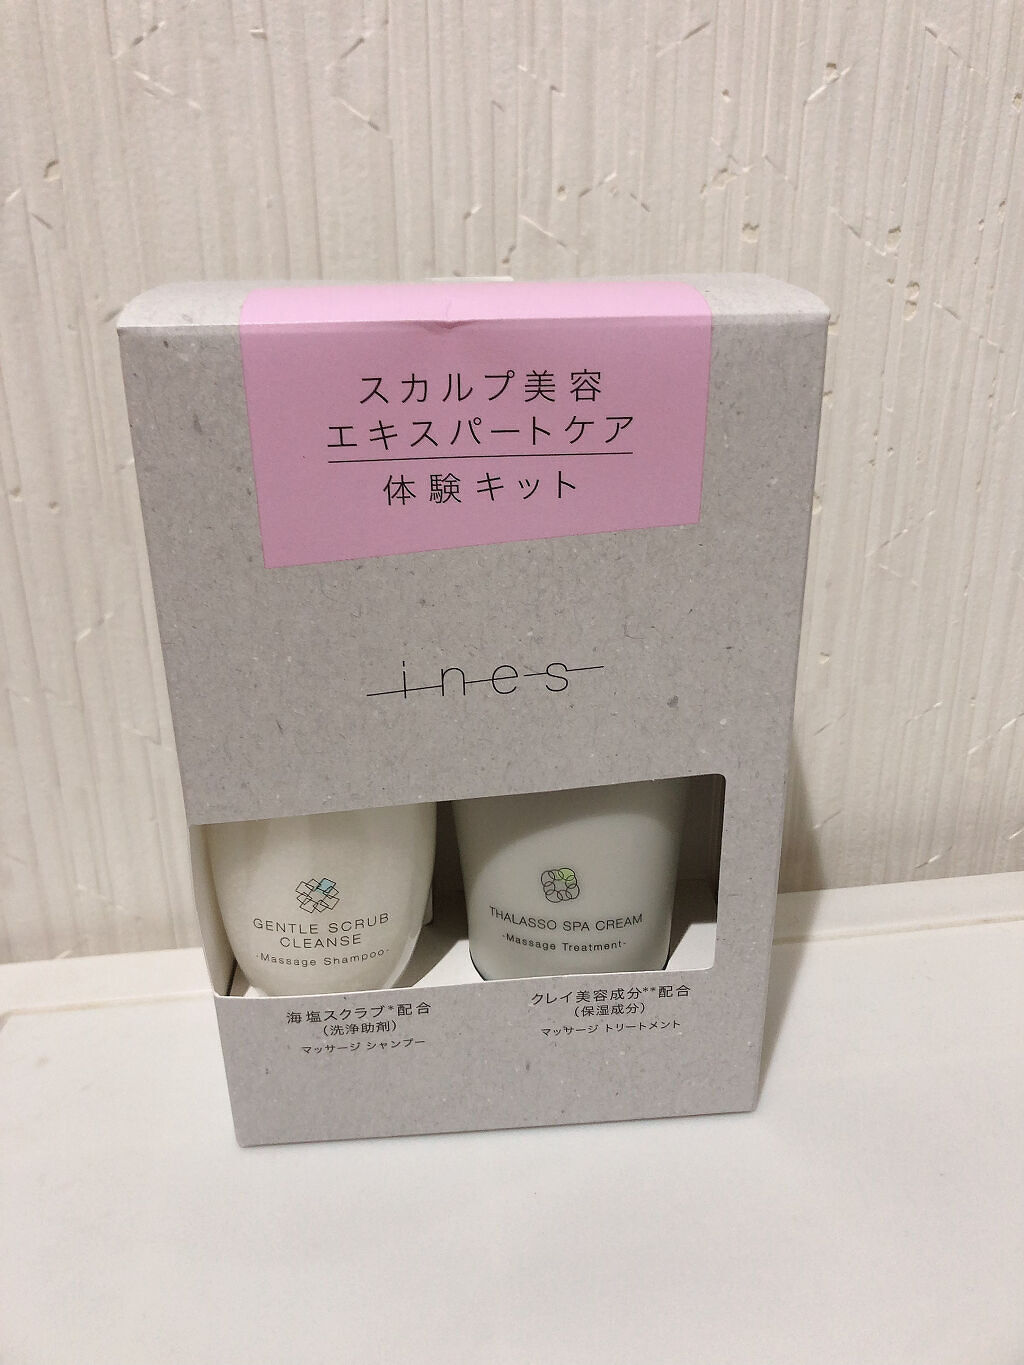 スカルプ美容
エキスパートケア
体験キット
ines
GENTLE SCRUB
CLEANSE
-Massage Shampoo-
THALASSO SPA CREAM
-Massage Treatment-
海塩スクラブ*配合
(洗浄助剤)
マッサージ シャンプー
クレイ美容成分**配合
(保湿成分)
マッサージ トリートメント